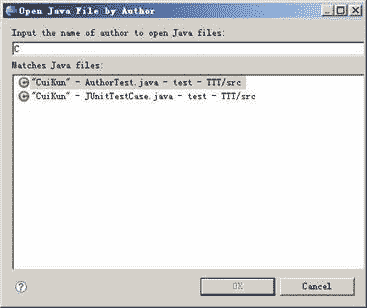 Open Java File by Author
Input the name of author to open Java files:
C
Matches Java files:
"CuiKun" - AuthorTest.java - test - TTT/src
"CuiKun" - JUnitTestCase.java - test - TTT/src
?
OK
Cancel